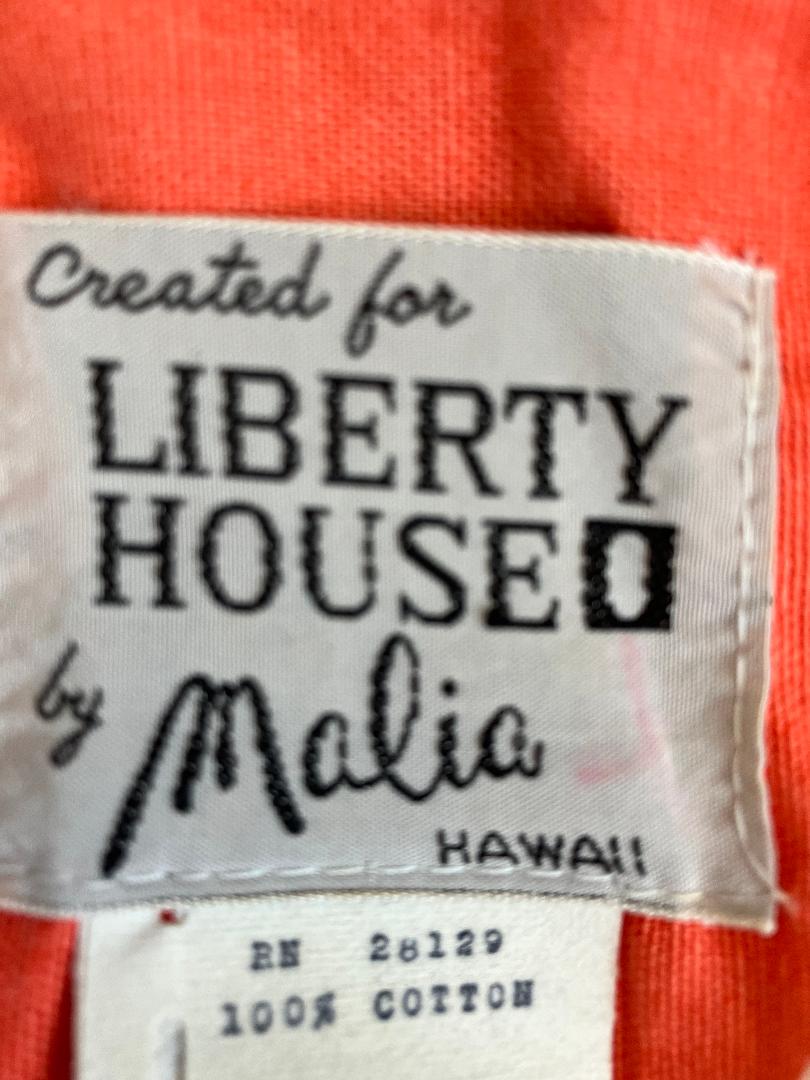 Created for
LIBERTY
HOUSE
by Malia
HAWAII
RN 28129
100% COTTON